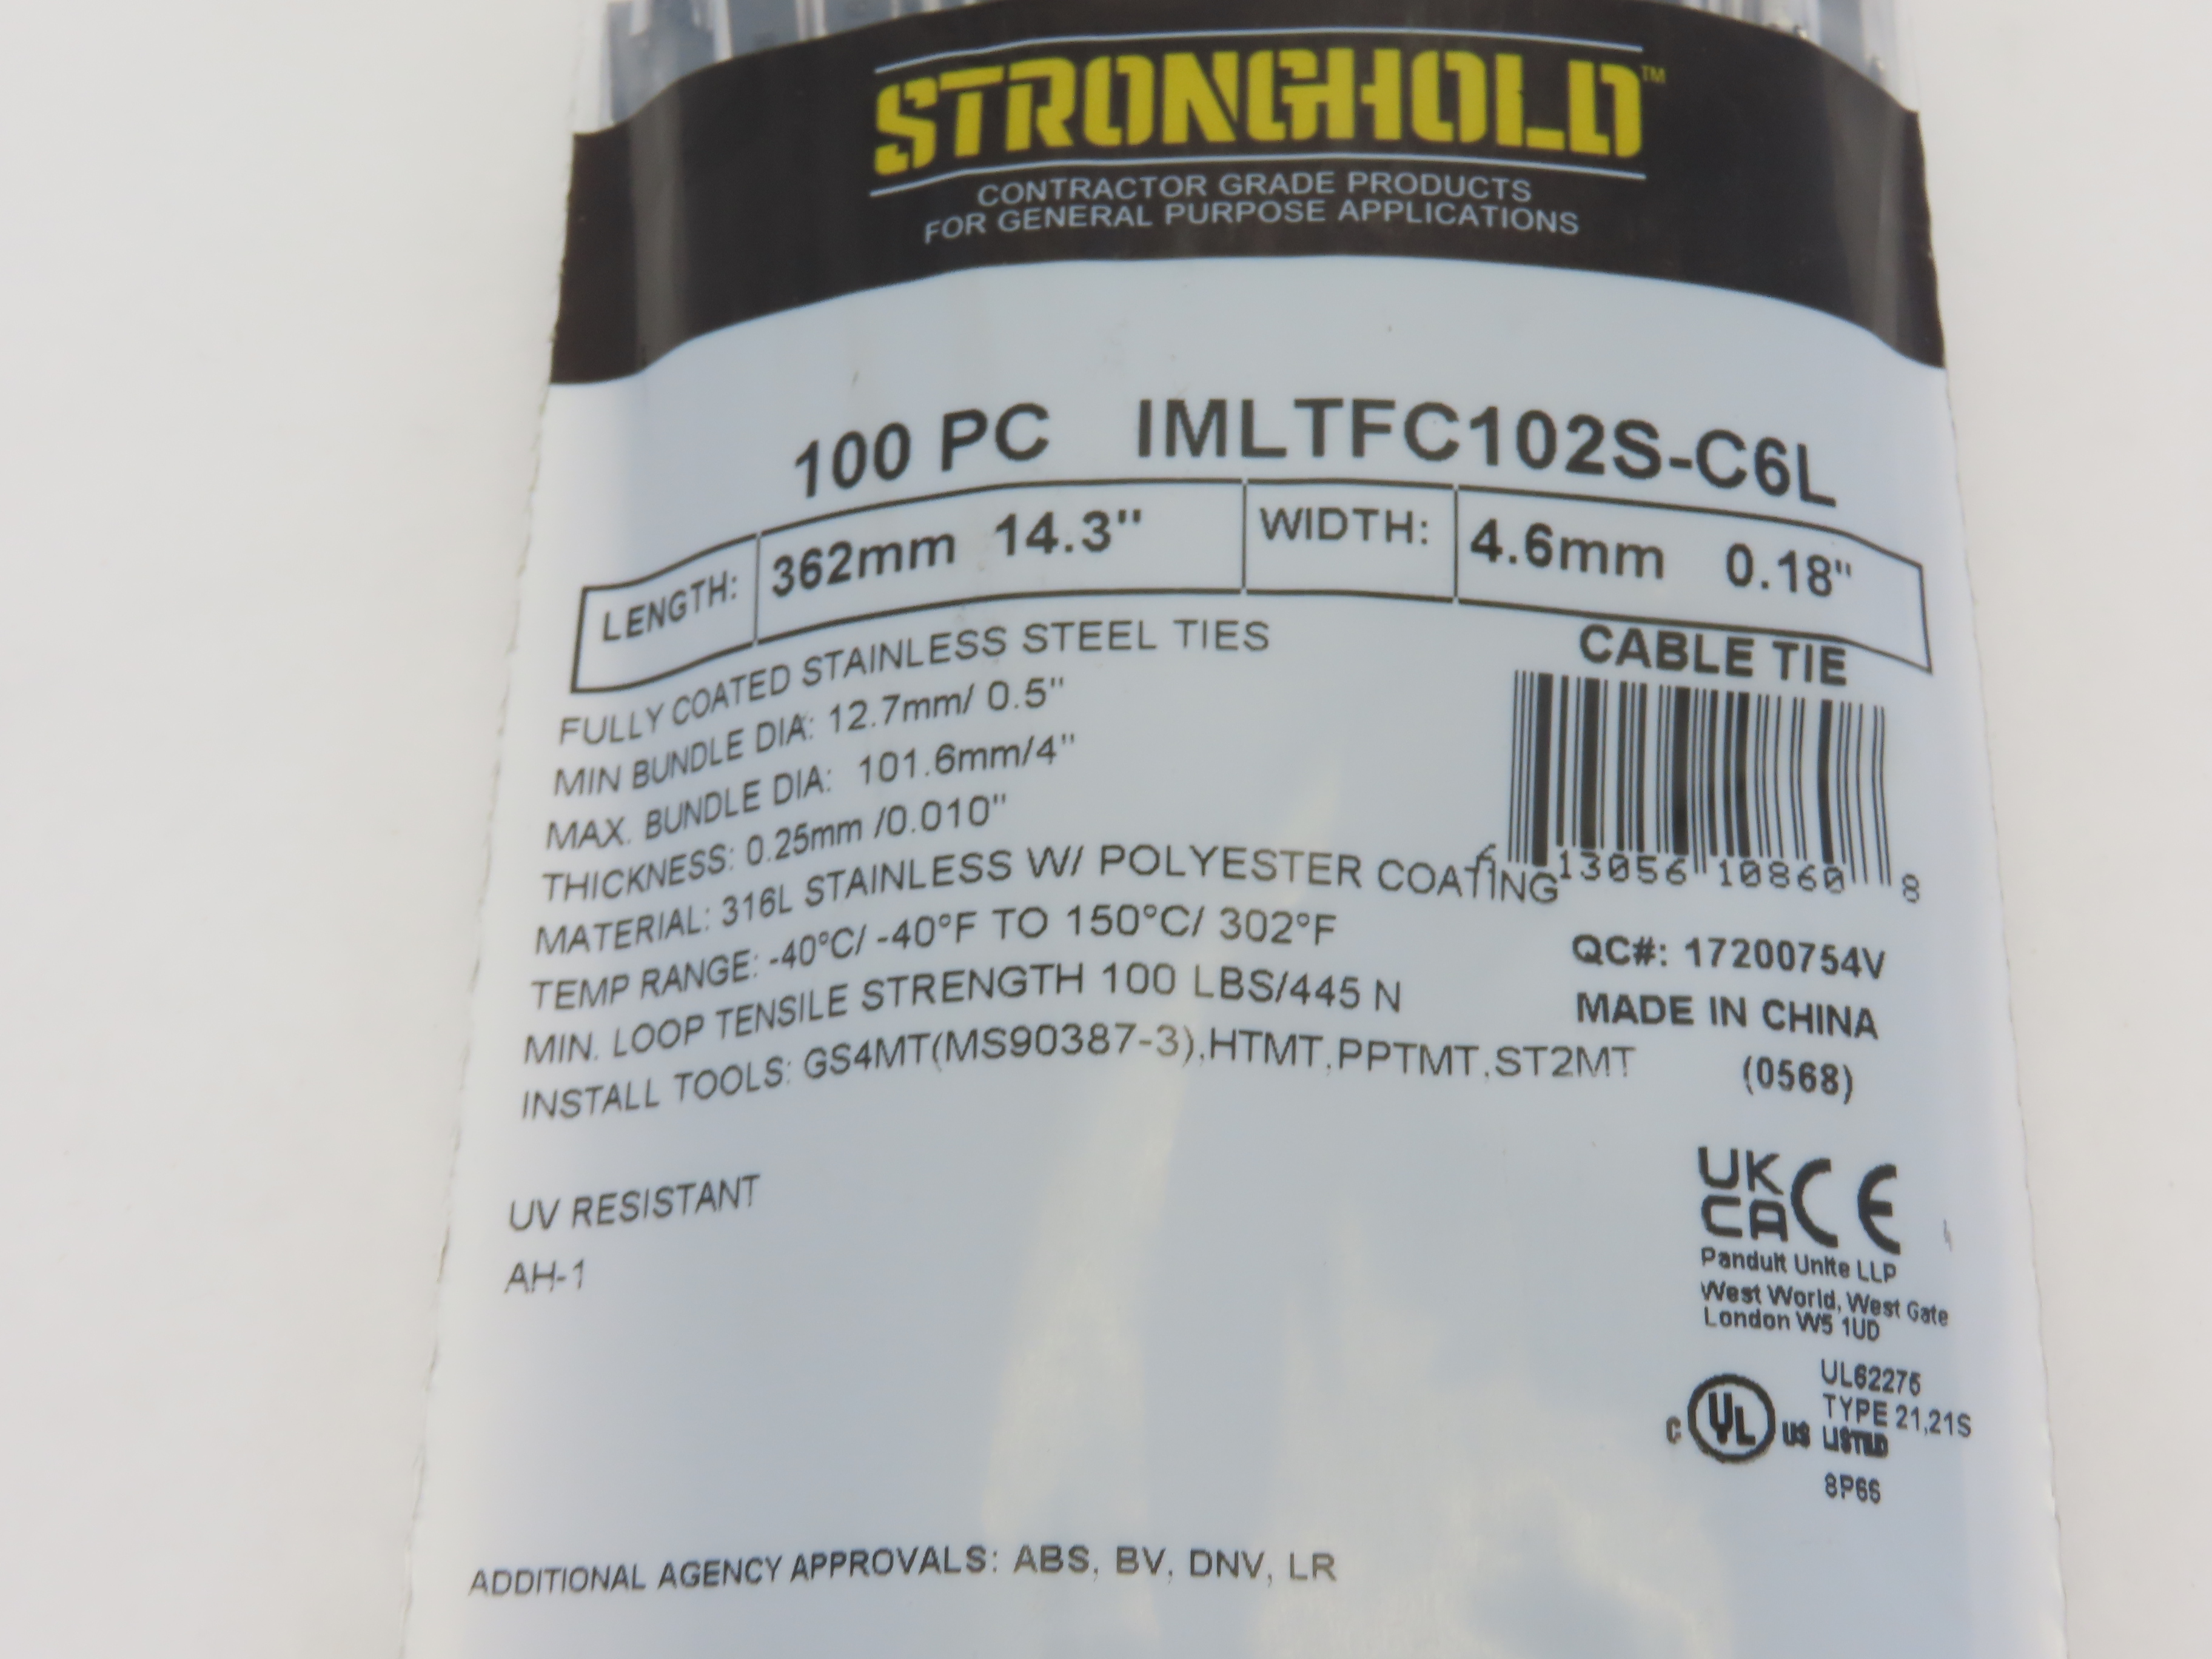 STRONGHOLD™
CONTRACTOR GRADE PRODUCTS
FOR GENERAL PURPOSE APPLICATIONS
100 PC IMLTFC102S-C6L
LENGTH: 362mm 14.3" WIDTH: 4.6mm 0.18"
CABLE TIE
FULLY COATED STAINLESS STEEL TIES
MIN BUNDLE DIA: 12.7mm/ 0.5"
MAX. BUNDLE DIA: 101.6mm/4"
THICKNESS: 0.25mm /0.010"
MATERIAL: 316L STAINLESS W/ POLYESTER COATING
TEMP RANGE: -40°C/ -40°F TO 150°C/ 302°F
MIN. LOOP TENSILE STRENGTH 100 LBS/445 N
INSTALL TOOLS: GS4MT(MS90387-3),HTMT,PPTMT,ST2MT
UV RESISTANT
AH-1
6 13056 10860 8
QC#: 17200754V
MADE IN CHINA
(0568)
UK
CA CE
Panduit Unite LLP
West World, West Gate
London W5 1UD
UL62275
TYPE 21,21S
C UL US LISTED
8P66
ADDITIONAL AGENCY APPROVALS: ABS, BV, DNV, LR